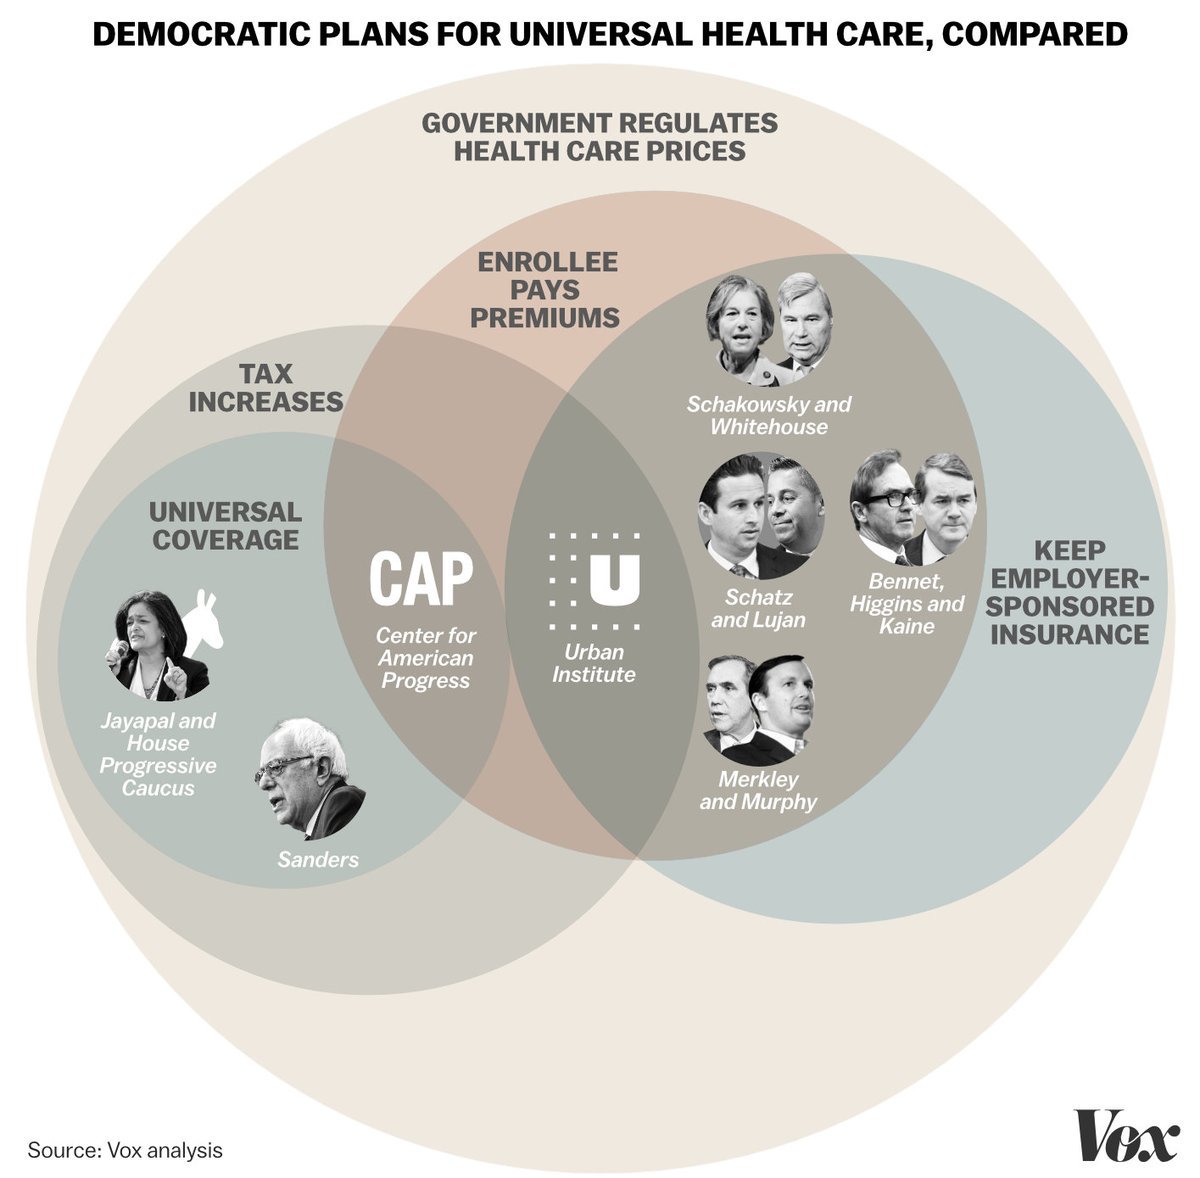 DEMOCRATIC PLANS FOR UNIVERSAL HEALTH CARE, COMPARED
GOVERNMENT REGULATES
HEALTH CARE PRICES
ENROLLEE
PAYS
PREMIUMS
TAX
INCREASES
UNIVERSAL
COVERAGE
KEEP
EMPLOYER-
SPONSORED
INSURANCE
Schakowsky and
Whitehouse
Schatz
and Lujan
Bennet,
Higgins and
Kaine
Merkley
and Murphy
CAP
Center for
American
Progress
U
Urban
Institute
Jayapal and
House
Progressive
Caucus
Sanders
Source: Vox analysis
Vox